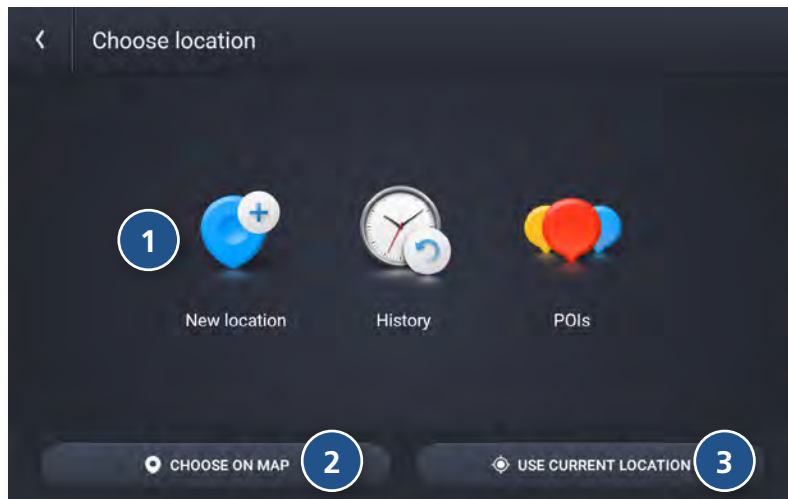 Choose location
1
New location
History
POIs
CHOOSE ON MAP 2
USE CURRENT LOCATION 3